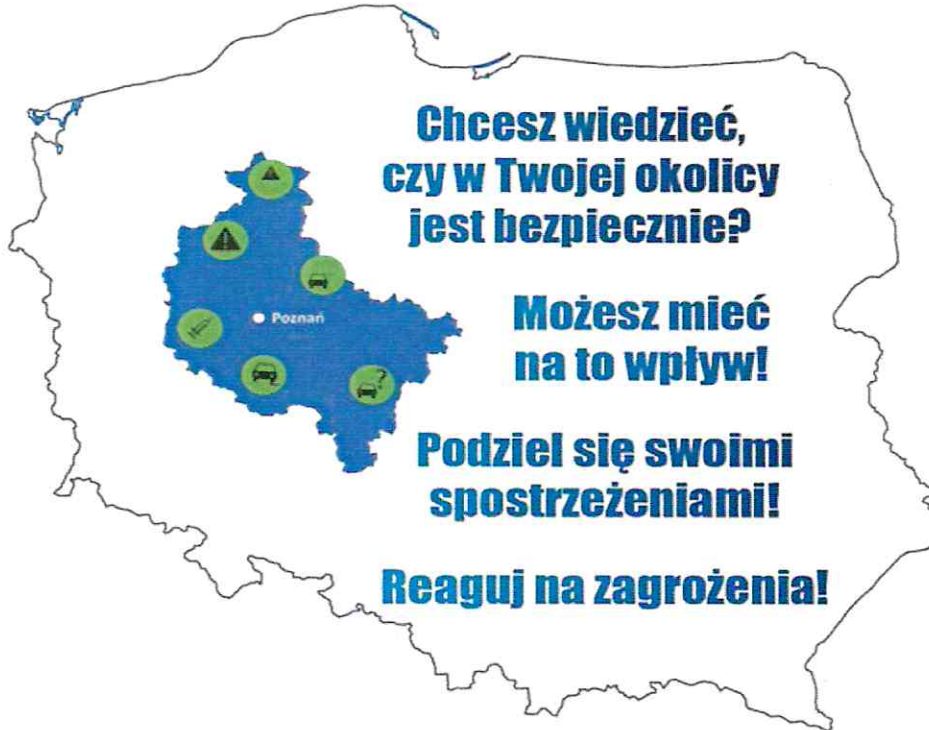 Chcesz wiedzieć,
czy w Twojej okolicy
jest bezpiecznie?
Poznań
Możesz mieć
na to wpływ!
Podziel się swoimi
spostrzeżeniami!
Reaguj na zagrożenia!